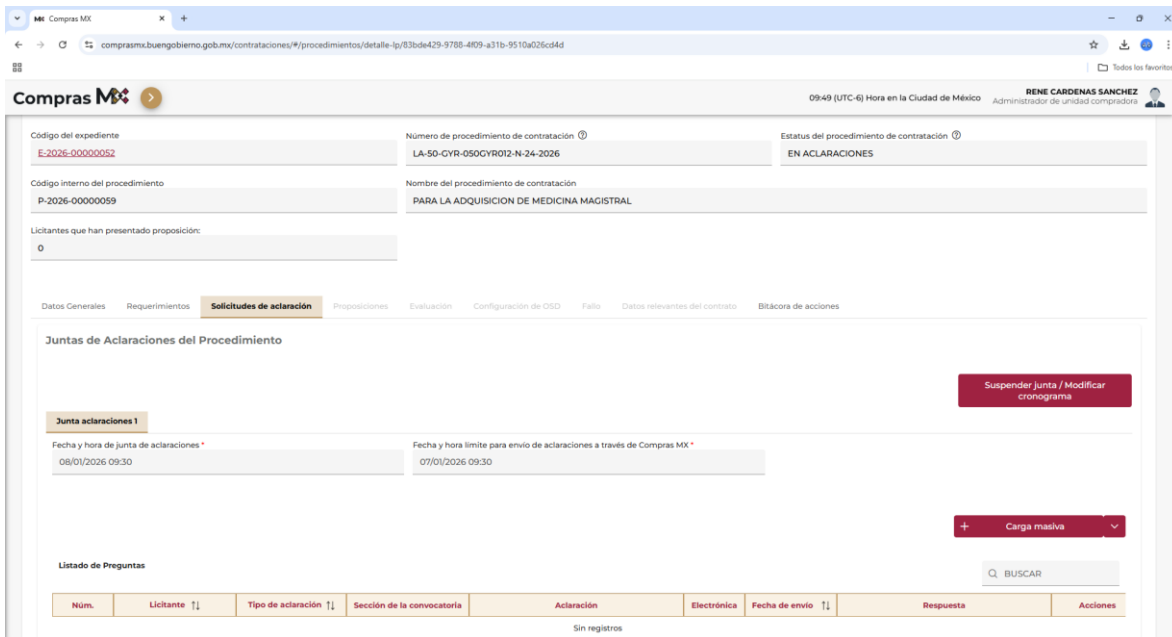 Compras MX
comprasmx.buengobierno.gob.mx/contrataciones/#/procedimientos/detalle-lp/83bde429-9788-4f09-a31b-9510a026cd4d
Todos los favoritos
Compras MX
09:49 (UTC-6) Hora en la Ciudad de México
RENE CARDENAS SANCHEZ
Administrador de unidad compradora
Código del expediente
Número de procedimiento de contratación
Estatus del procedimiento de contratación
E-2026-00000052
LA-50-GYR-050GYR012-N-24-2026
EN ACLARACIONES
Código interno del procedimiento
Nombre del procedimiento de contratación
P-2026-00000059
PARA LA ADQUISICION DE MEDICINA MAGISTRAL
Licitantes que han presentado proposición:
0
Datos Generales Requerimientos Solicitudes de aclaración Proposiciones Evaluación Configuración de OSD Fallo Datos relevantes del contrato Bitácora de acciones
Juntas de Aclaraciones del Procedimiento
Suspender junta / Modificar
cronograma
Junta aclaraciones 1
Fecha y hora de junta de aclaraciones *
Fecha y hora límite para envío de aclaraciones a través de Compras MX *
08/01/2026 09:30
07/01/2026 09:30
+ Carga masiva
Listado de Preguntas
BUSCAR
Núm. Licitante Tipo de aclaración Sección de la convocatoria Aclaración Electrónica Fecha de envío Respuesta Acciones
Sin registros